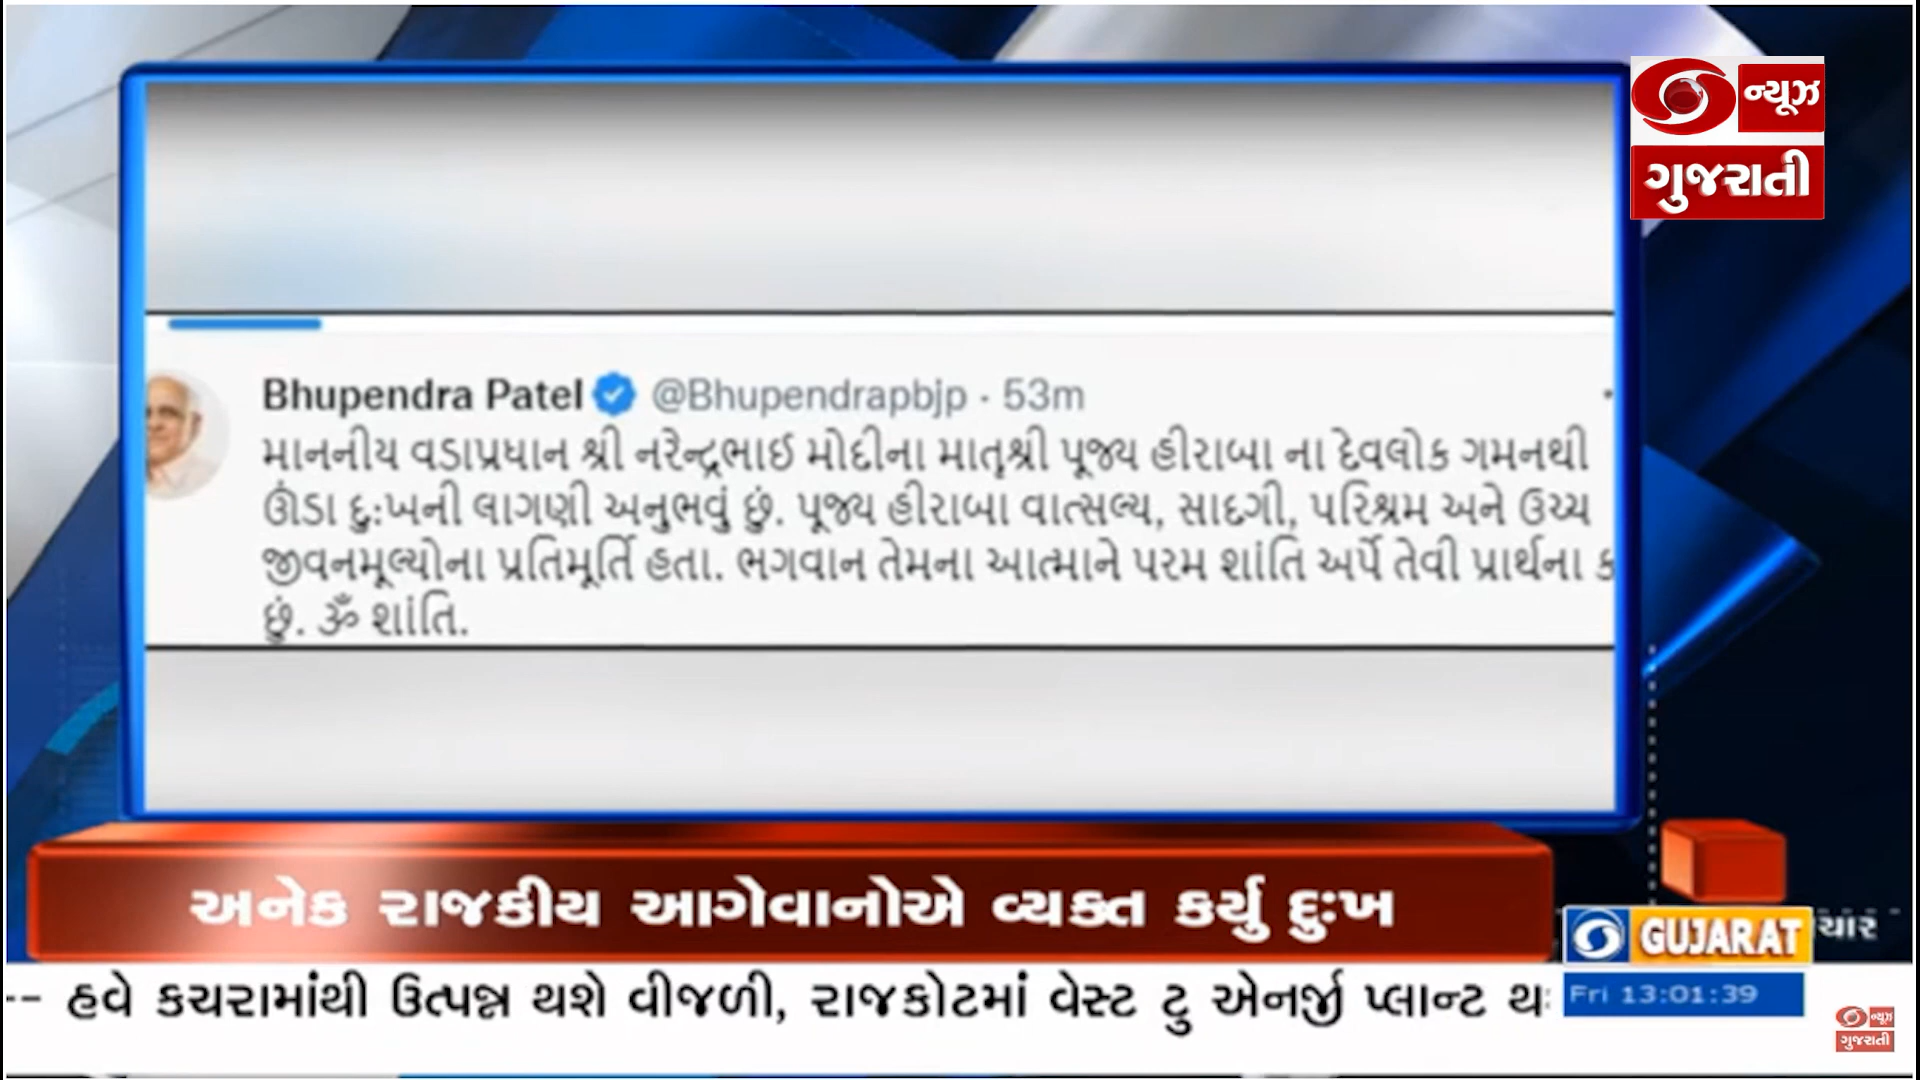 ન્યૂઝ
ગુજરાતી
Bhupendra Patel @Bhupendrapbjp · 53m
માનનીય વડાપ્રધાન શ્રી નરેન્દ્રભાઈ મોદીના માતૃશ્રી પૂજ્ય હીરાબા ના દેવલોક ગમનથી
ઊંડા દુઃખની લાગણી અનુભવું છું. પૂજ્ય હીરાબા વાત્સલ્ય, સાદગી, પરિશ્રમ અને ઉચ્ચ
જીવનમૂલ્યોના પ્રતિમૂર્તિ હતા. ભગવાન તેમના આત્માને પરમ શાંતિ અર્પે તેવી પ્રાર્થના
છું. ૐ શાંતિ.
અનેક રાજકીય આગેવાનોએ વ્યક્ત કર્યુ દુઃખ
GUJARAT
ચાર
-- હવે કચરામાંથી ઉત્પન્ન થશે વીજળી, રાજકોટમાં વેસ્ટ ટુ એનર્જી પ્લાન્ટ
Fri 13:01:39
ન્યૂઝ
ગુજરાતી